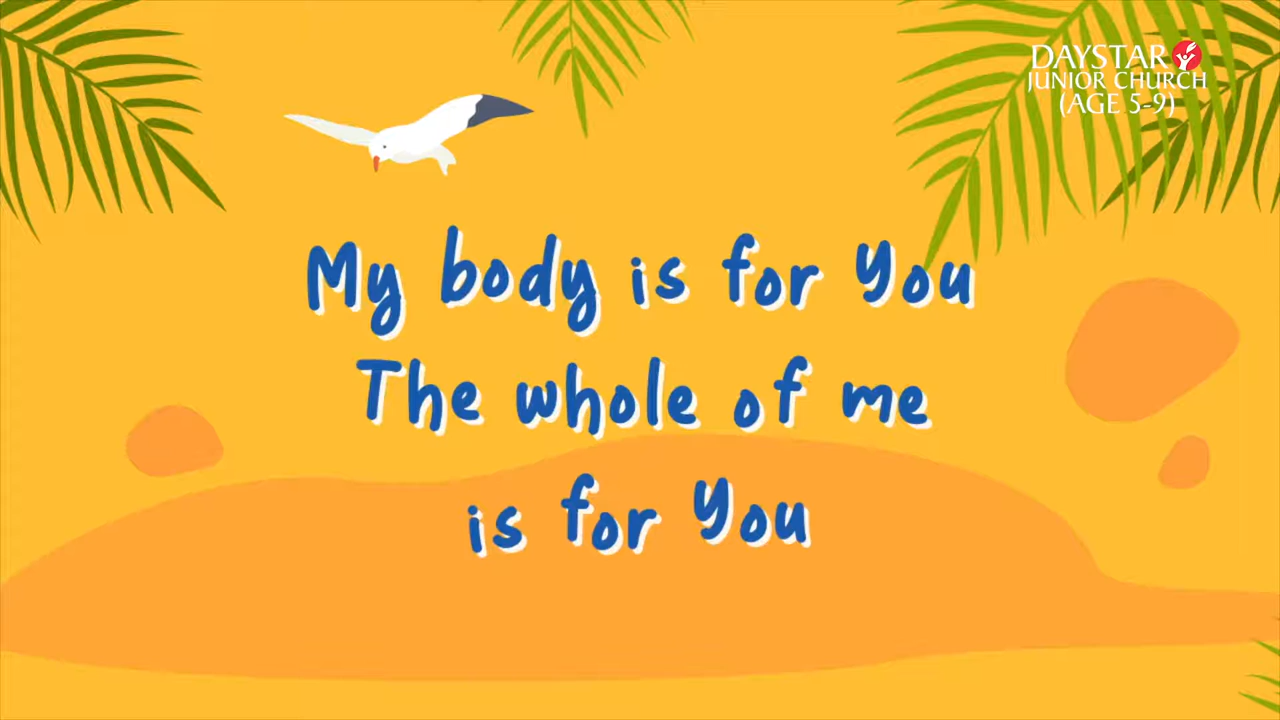 DAYSTAR
JUNIOR CHURCH
(AGE 5-9)
My body is for You
The whole of me
is for You